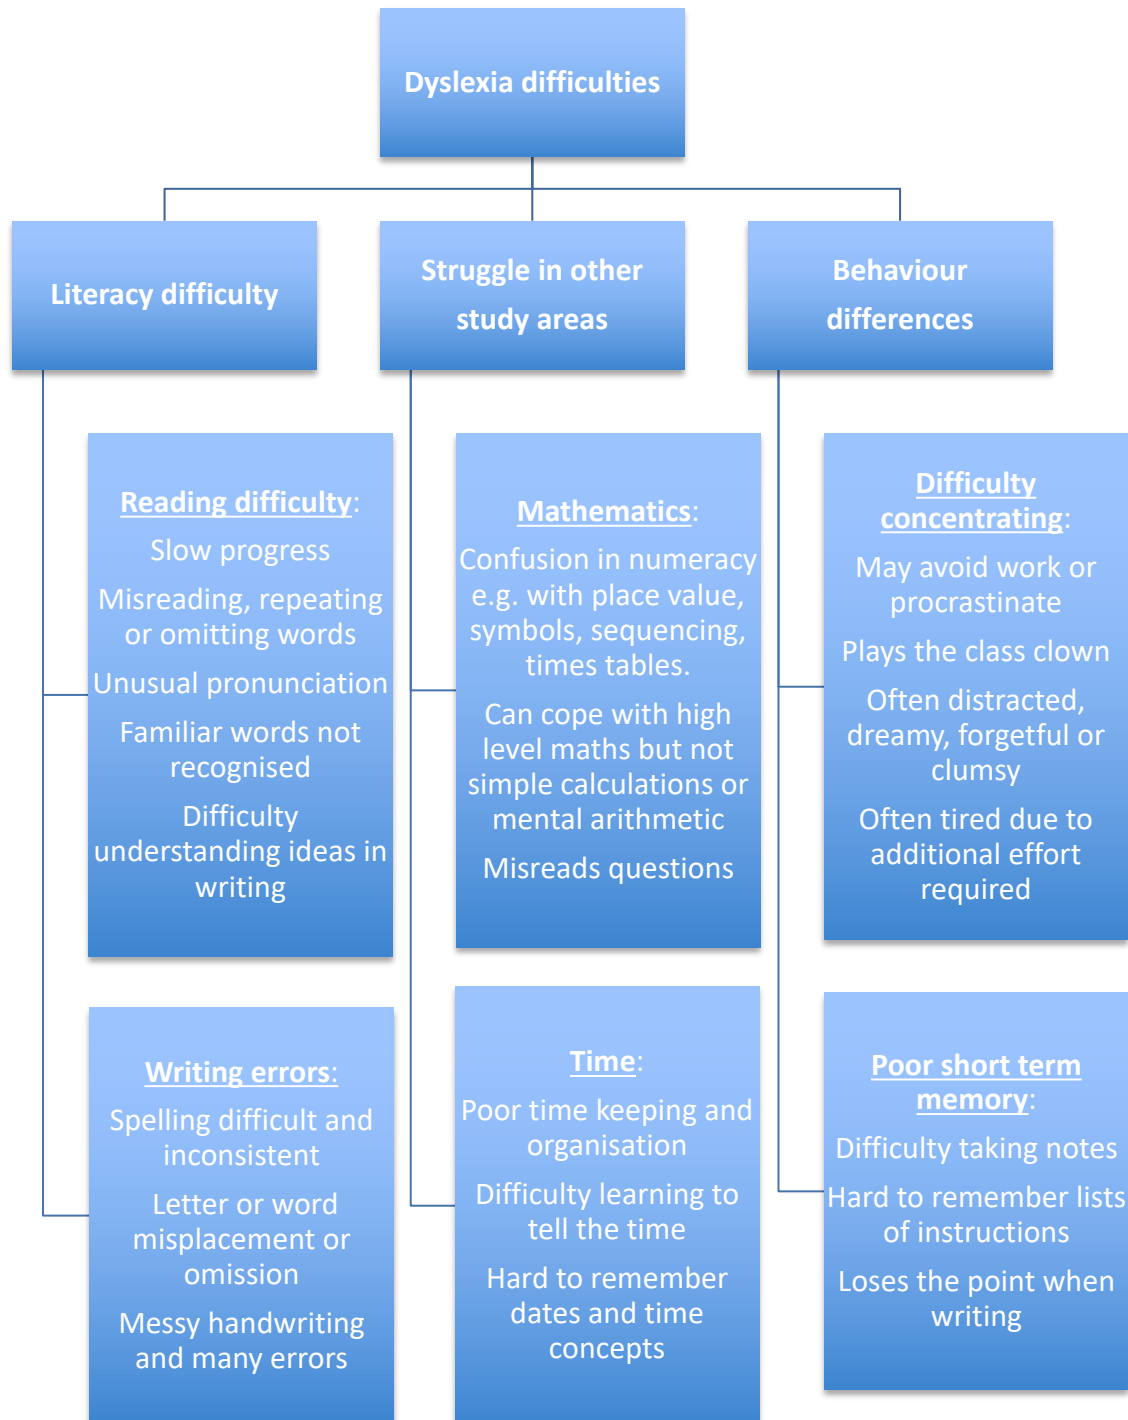 Dyslexia difficulties
Literacy difficulty
Reading difficulty:
Slow progress
Misreading, repeating
or omitting words
Unusual pronunciation
Familiar words not
recognised
Difficulty
understanding ideas in
writing
Writing errors:
Spelling difficult and
inconsistent
Letter or word
misplacement or
omission
Messy handwriting
and many errors
Struggle in other
study areas
Mathematics:
Confusion in numeracy
e.g. with place value,
symbols, sequencing,
times tables.
Can cope with high
level maths but not
simple calculations or
mental arithmetic
Misreads questions
Time:
Poor time keeping and
organisation
Difficulty learning to
tell the time
Hard to remember
dates and time
concepts
Behaviour
differences
Difficulty
concentrating:
May avoid work or
procrastinate
Plays the class clown
Often distracted,
dreamy, forgetful or
clumsy
Often tired due to
additional effort
required
Poor short term
memory:
Difficulty taking notes
Hard to remember lists
of instructions
Loses the point when
writing